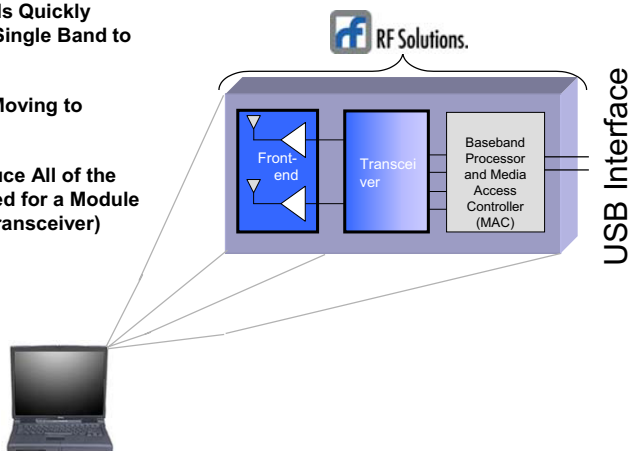 ls Quickly
Single Band to
Moving to
uce All of the
ed for a Module
ransceiver)
rf RF Solutions.
Front-
end
Transcei
ver
Baseband
Processor
and Media
Access
Controller
(MAC)
USB Interface